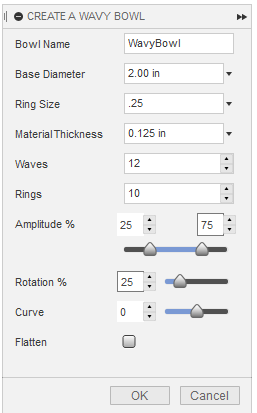 CREATE A WAVY BOWL
Bowl Name WavyBowl
Base Diameter 2.00 in
Ring Size .25
Material Thickness 0.125 in
Waves 12
Rings 10
Amplitude % 25 75
Rotation % 25
Curve 0
Flatten
OK Cancel